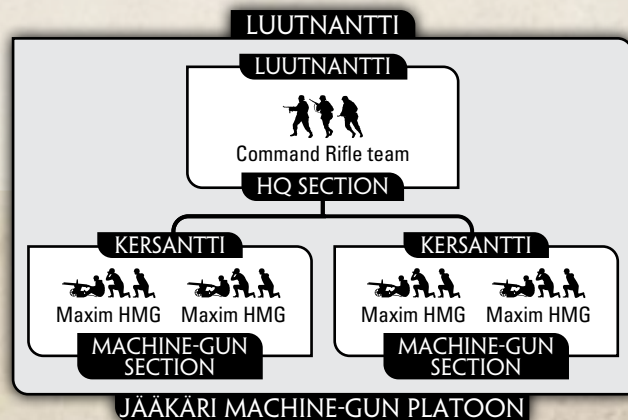 LUUTNANTTI
LUUTNANTTI
Command Rifle team
HQ SECTION
KERSANTTI
Maxim HMG Maxim HMG
MACHINE-GUN
SECTION
KERSANTTI
Maxim HMG Maxim HMG
MACHINE-GUN
SECTION
JÄÄKÄRI MACHINE-GUN PLATOON